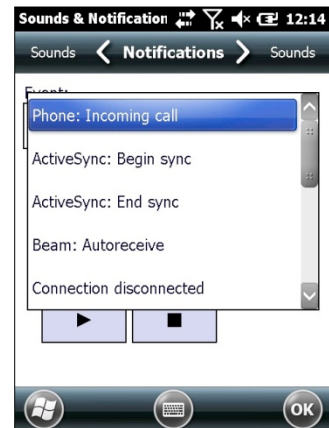 Sounds & Notification 12:14
Sounds Notifications Sounds
Event:
Phone: Incoming call
ActiveSync: Begin sync
ActiveSync: End sync
Beam: Autoreceive
Connection disconnected
OK